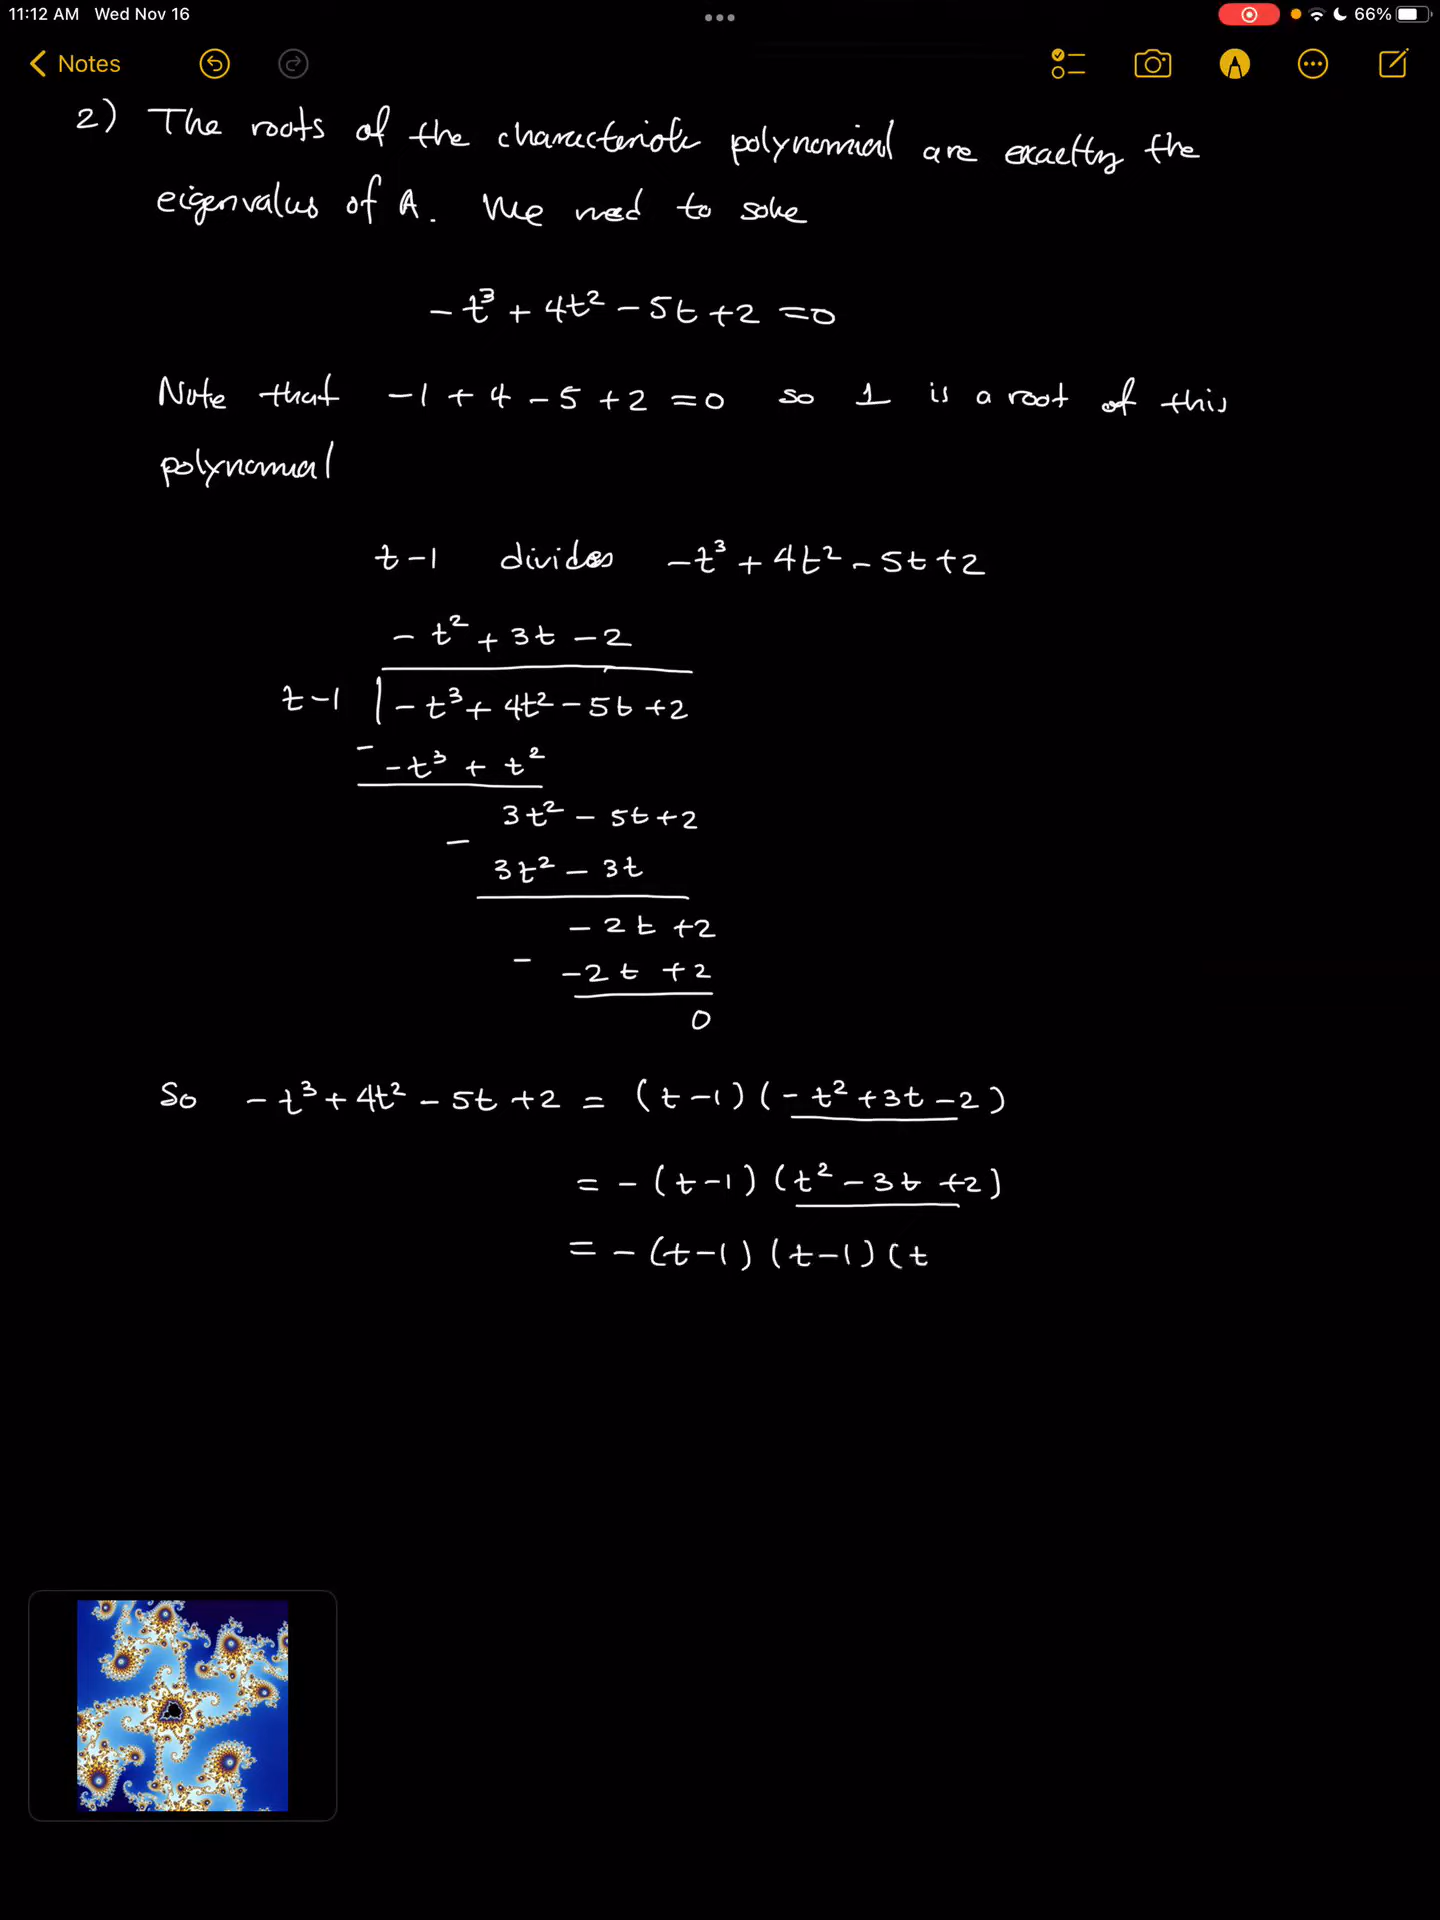 11:12 AM Wed Nov 16
66%
Notes
2) The roots of the characteristic polynomial are exactly the
eigenvalues of A. We need to solve
-t³ + 4t² - 5t + 2 = 0
Note that -1 + 4 - 5 + 2 = 0 so 1 is a root of this
polynomial
t-1 divides -t³ + 4t² - 5t + 2
-t² + 3t - 2
t-1 | -t³ + 4t² - 5t + 2
- -t³ + t²
3t² - 5t + 2
- 3t² - 3t
-2t + 2
- -2t + 2
0
So -t³ + 4t² - 5t + 2 = (t-1)(-t² + 3t - 2)
= -(t-1)(t² - 3t + 2)
= -(t-1)(t-1)(t